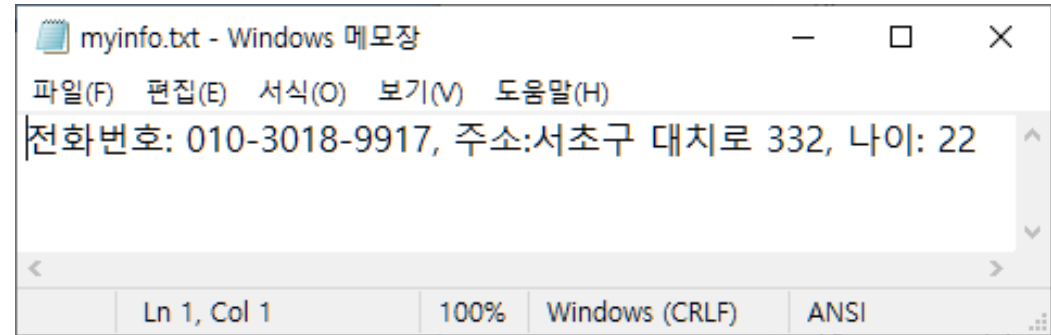 myinfo.txt - Windows 메모장
파일(F) 편집(E) 서식(O) 보기(V) 도움말(H)
전화번호: 010-3018-9917, 주소:서초구 대치로 332, 나이: 22
Ln 1, Col 1 100% Windows (CRLF) ANSI